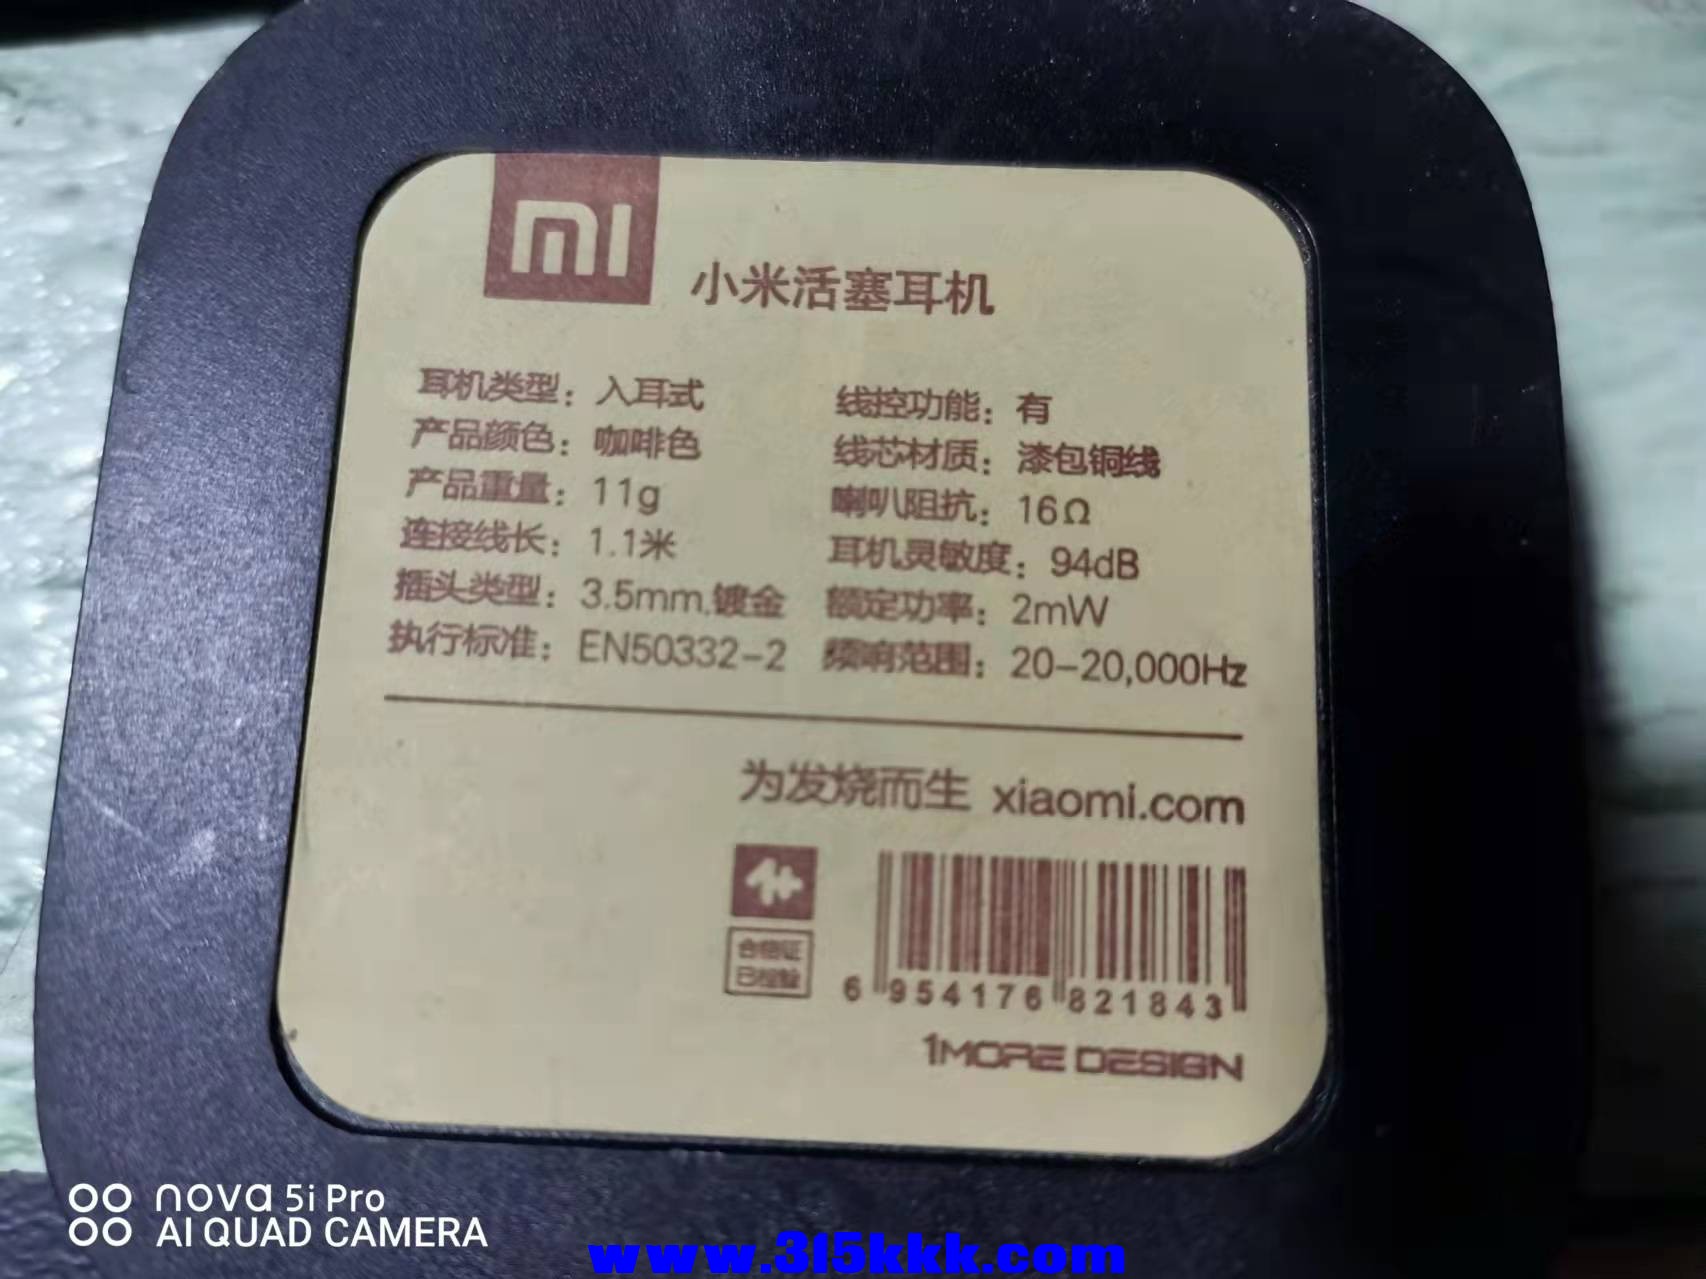 mi
小米活塞耳机
耳机类型：入耳式
产品颜色：咖啡色
产品重量：11g
连接线长：1.1米
插头类型：3.5mm,镀金
执行标准：EN50332-2
线控功能：有
线芯材质：漆包铜线
喇叭阻抗：16Ω
耳机灵敏度：94dB
额定功率：2mW
频响范围：20-20,000Hz
为发烧而生 xiaomi.com
合格证
已检验
6 954176 821843
1MORE DESIGN
nova 5i Pro
AI QUAD CAMERA
www.315kkk.com